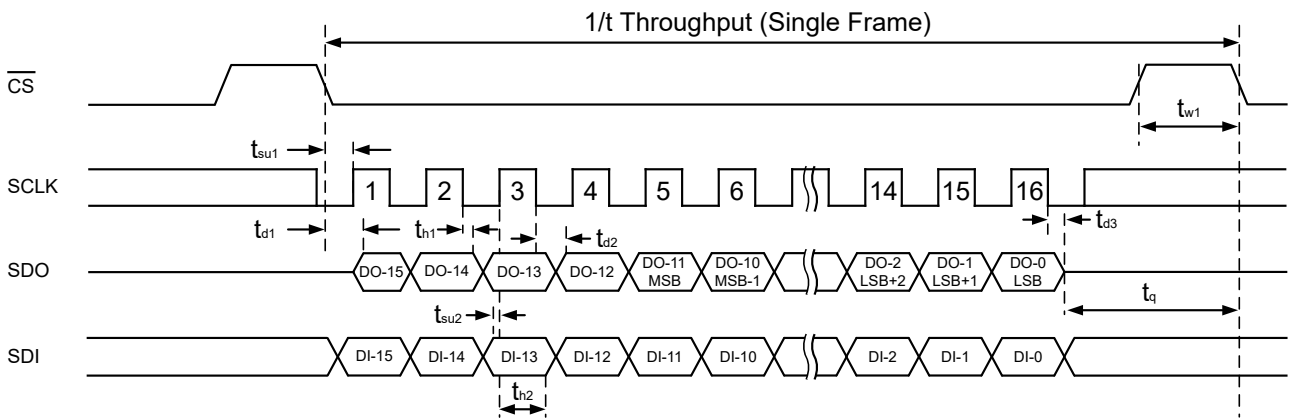 1/t Throughput (Single Frame)
CS
tw1
tsu1
SCLK
1 2 3 4 5 6 14 15 16
td1 th1 td2 td3
SDO
DO-15 DO-14 DO-13 DO-12 DO-11 DO-10 DO-2 DO-1 DO-0
MSB MSB-1 LSB+2 LSB+1 LSB
tq
tsu2
SDI
DI-15 DI-14 DI-13 DI-12 DI-11 DI-10 DI-2 DI-1 DI-0
th2